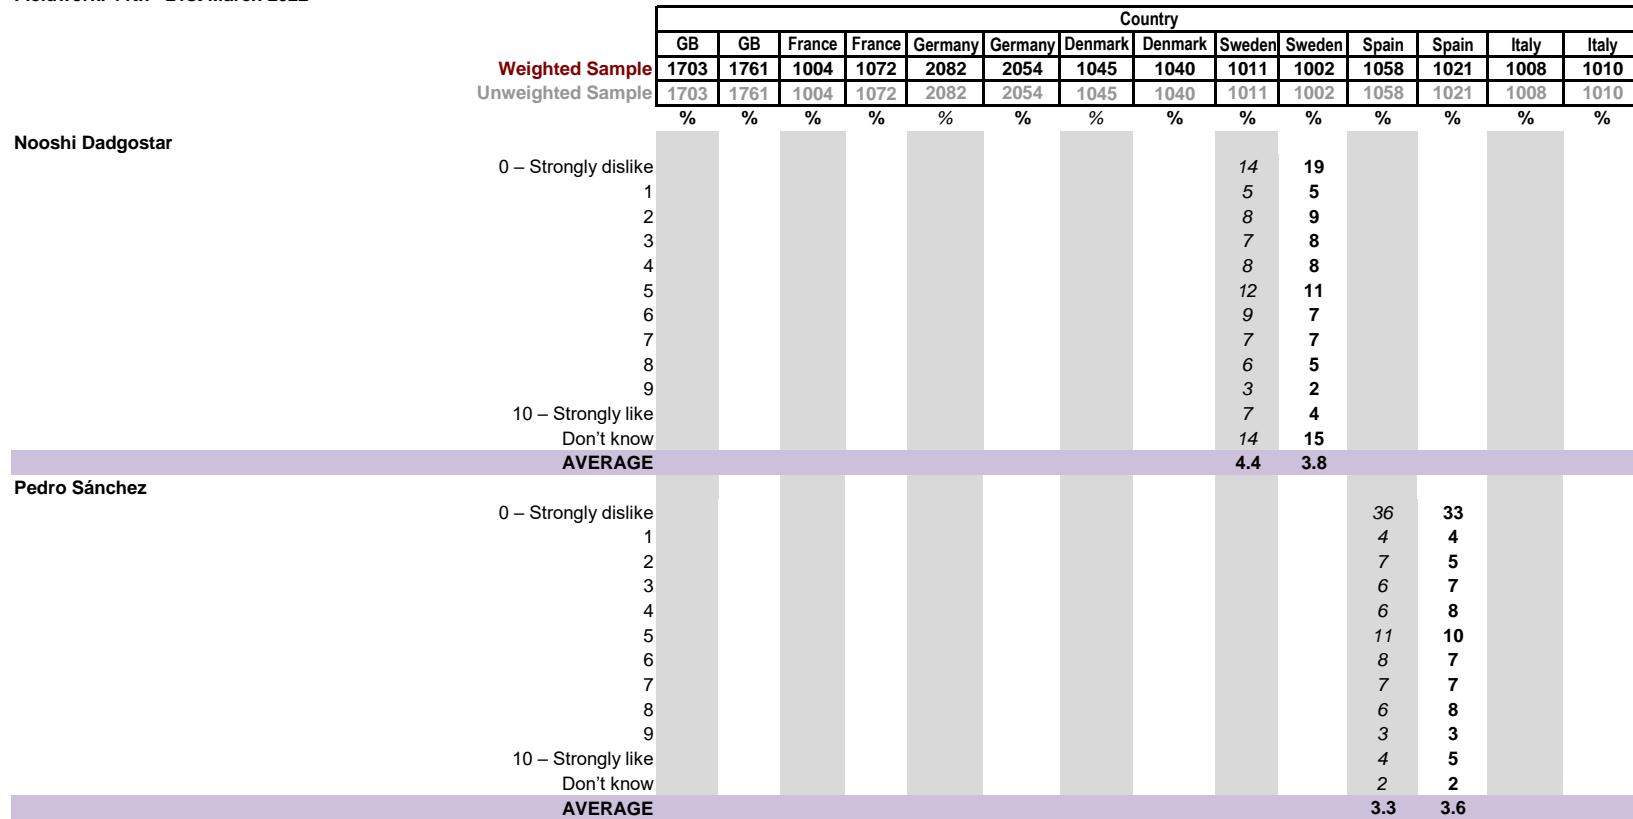 Country
GB GB France France Germany Germany Denmark Denmark Sweden Sweden Spain Spain Italy Italy
Weighted Sample 1703 1761 1004 1072 2082 2054 1045 1040 1011 1002 1058 1021 1008 1010
Unweighted Sample 1703 1761 1004 1072 2082 2054 1045 1040 1011 1002 1058 1021 1008 1010
% % % % % % % % % % % % % %
Nooshi Dadgostar
0 – Strongly dislike 14 19
1 5 5
2 8 9
3 7 8
4 8 8
5 12 11
6 9 7
7 7 7
8 6 5
9 3 2
10 – Strongly like 7 4
Don't know 14 15
AVERAGE 4.4 3.8
Pedro Sánchez
0 – Strongly dislike 36 33
1 4 4
2 7 5
3 6 7
4 6 8
5 11 10
6 8 7
7 7 7
8 6 8
9 3 3
10 – Strongly like 4 5
Don't know 2 2
AVERAGE 3.3 3.6